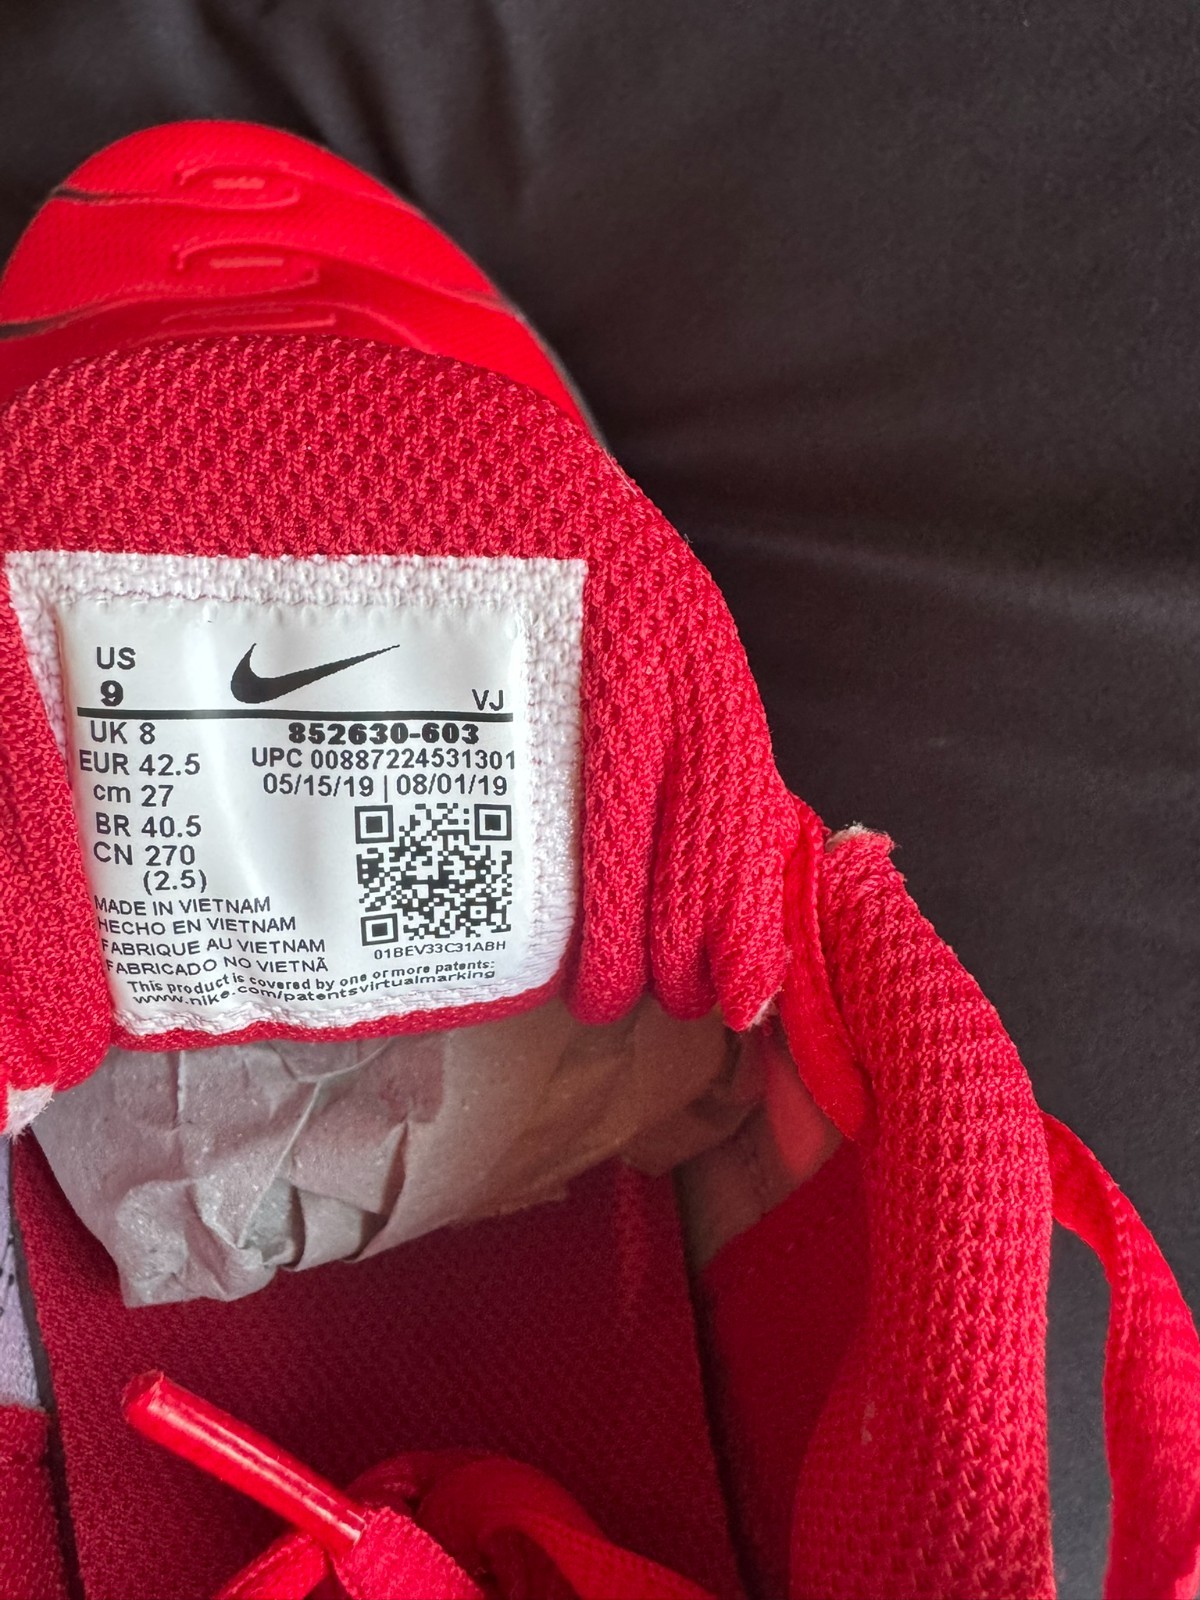 US
9
VJ
UK 8
852630-603
EUR 42.5
UPC 00887224531301
cm 27
05/15/19 | 08/01/19
BR 40.5
CN 270
(2.5)
MADE IN VIETNAM
HECHO EN VIETNAM
FABRIQUE AU VIETNAM
FABRICADO NO VIETNÃ
01BEV33C31ABH
This product is covered by one or more patents:
www.nike.com/patentsvirtualmarking